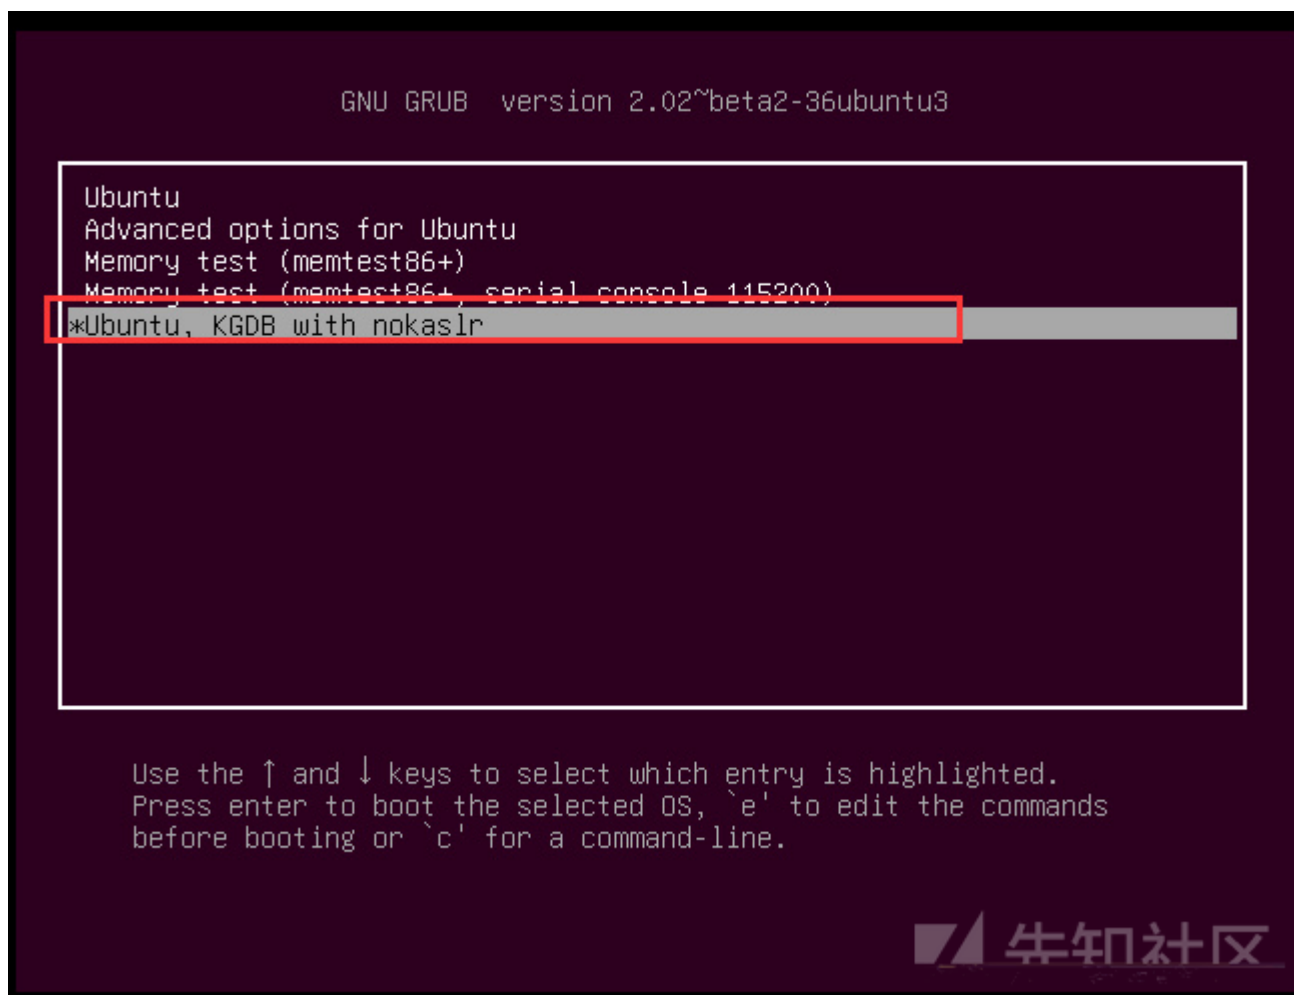 GNU GRUB  version 2.02~beta2-36ubuntu3
Ubuntu
Advanced options for Ubuntu
Memory test (memtest86+)
Memory test (memtest86+, serial console 115200)
*Ubuntu, KGDB with nokaslr
Use the ↑ and ↓ keys to select which entry is highlighted.
Press enter to boot the selected OS, `e' to edit the commands
before booting or `c' for a command-line.
先知社区